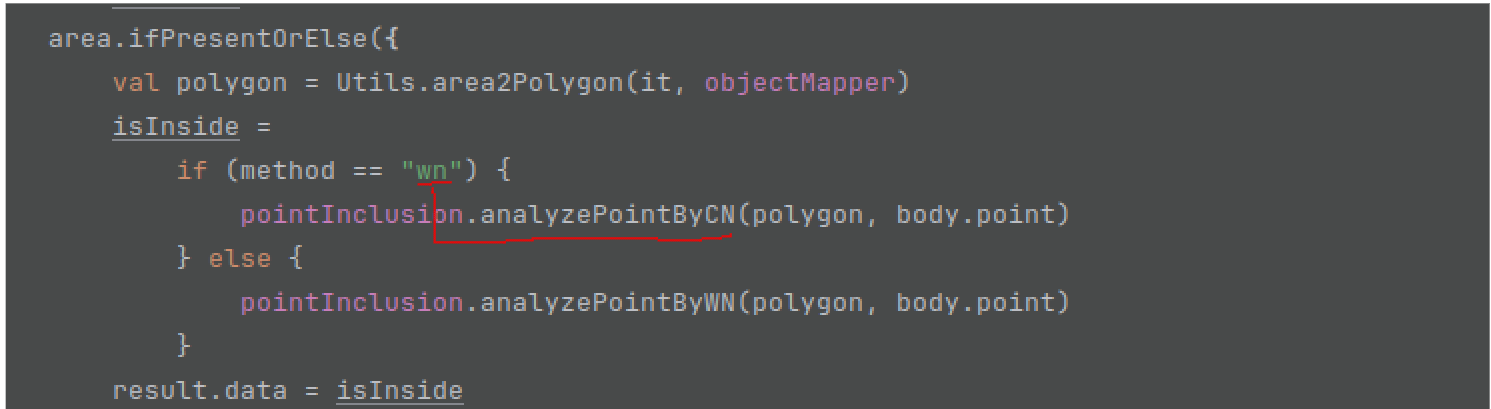 area.ifPresentOrElse({
val polygon = Utils.area2Polygon(it, objectMapper)
isInside =
if (method == "wn") {
pointInclusion.analyzePointByCN(polygon, body.point)
} else {
pointInclusion.analyzePointByWN(polygon, body.point)
}
result.data = isInside